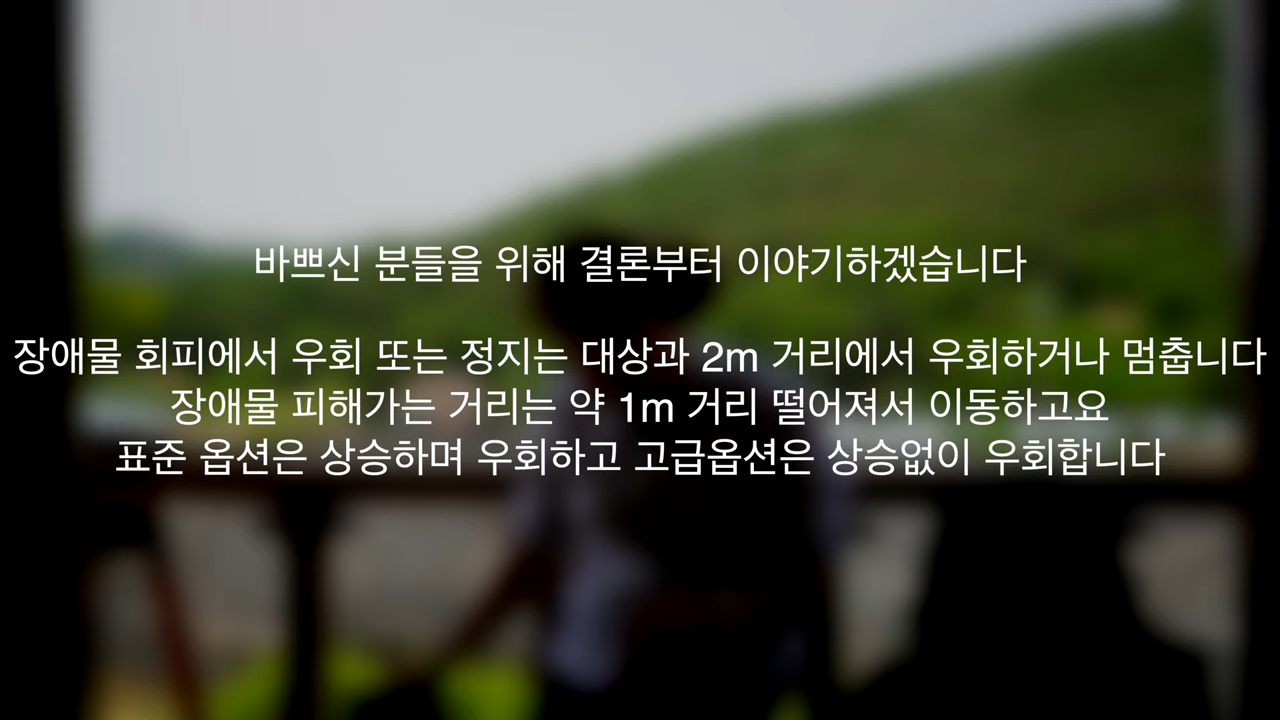 바쁘신 분들을 위해 결론부터 이야기하겠습니다
장애물 회피에서 우회 또는 정지는 대상과 2m 거리에서 우회하거나 멈춥니다
장애물 피해가는 거리는 약 1m 거리 떨어져서 이동하고요
표준 옵션은 상승하며 우회하고 고급옵션은 상승없이 우회합니다